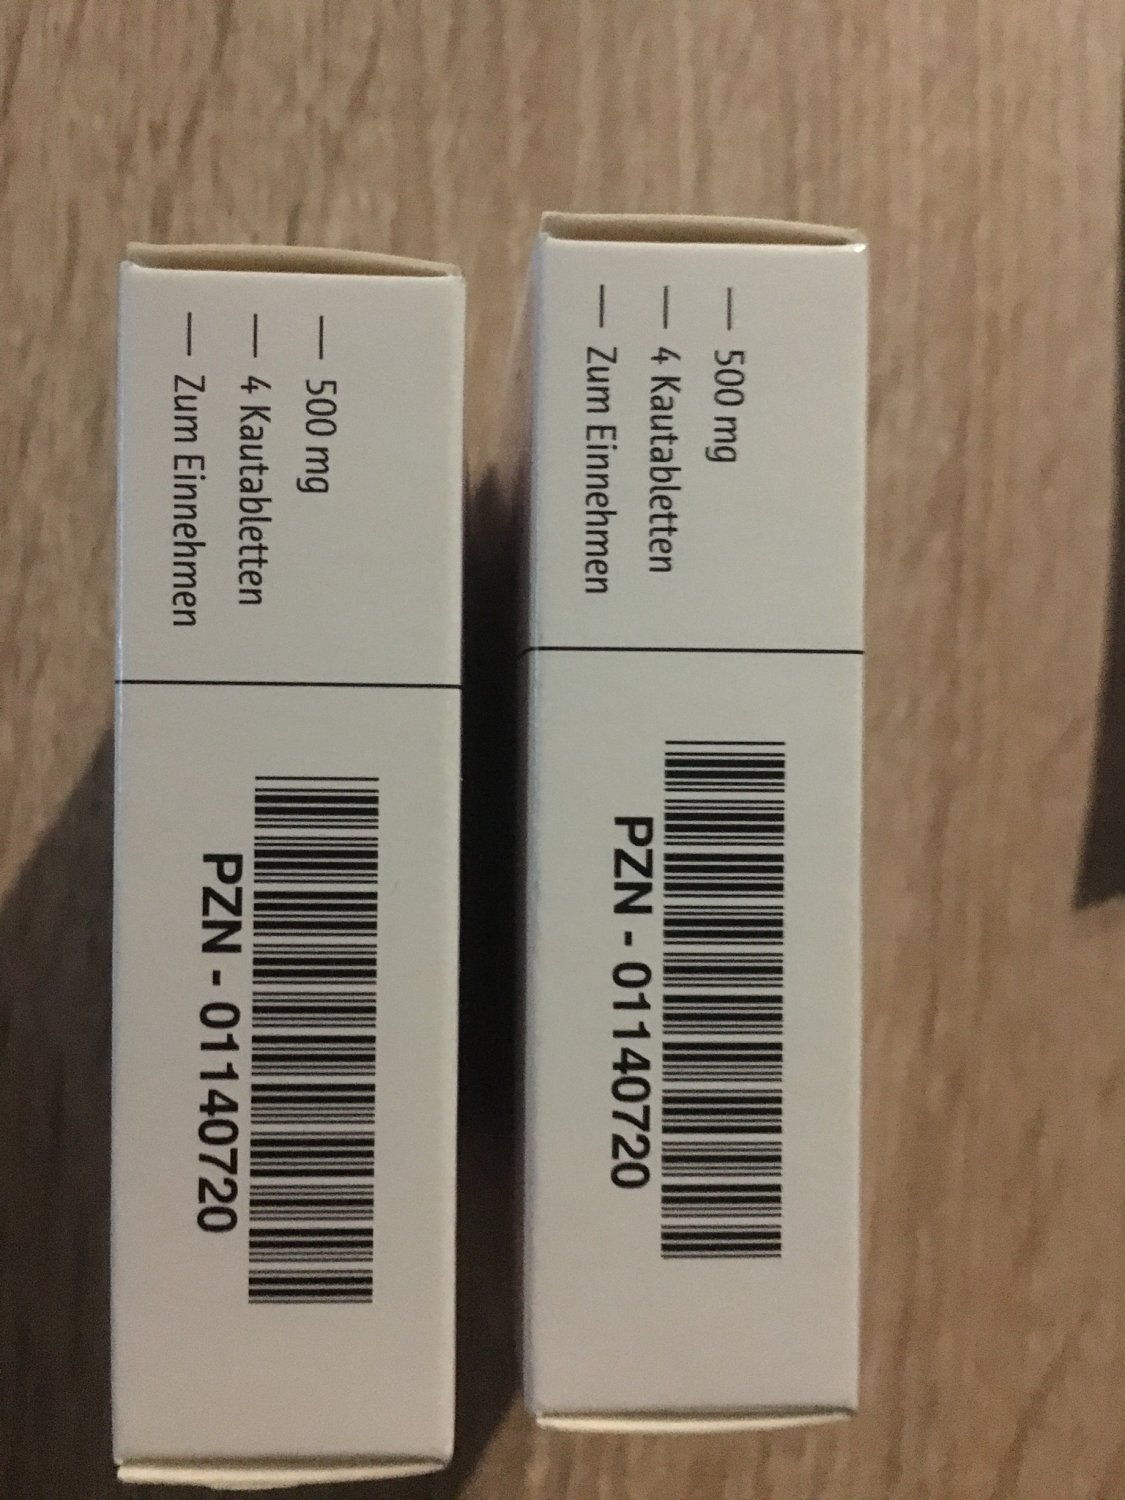 — 500 mg
— 4 Kautabletten
— Zum Einnehmen
PZN - 01140720
— 500 mg
— 4 Kautabletten
— Zum Einnehmen
PZN - 01140720